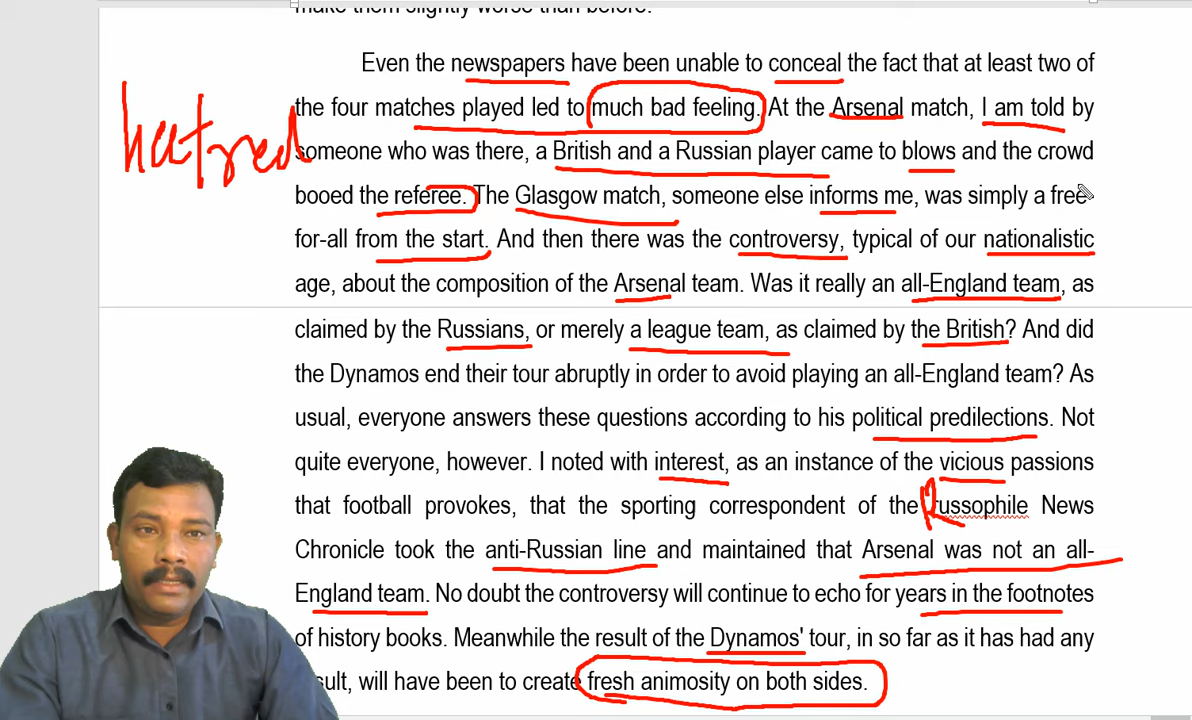 make them slightly worse than before.
Even the newspapers have been unable to conceal the fact that at least two of
the four matches played led to much bad feeling. At the Arsenal match, I am told by
hatred
someone who was there, a British and a Russian player came to blows and the crowd
booed the referee. The Glasgow match, someone else informs me, was simply a free-
for-all from the start. And then there was the controversy, typical of our nationalistic
age, about the composition of the Arsenal team. Was it really an all-England team, as
claimed by the Russians, or merely a league team, as claimed by the British? And did
the Dynamos end their tour abruptly in order to avoid playing an all-England team? As
usual, everyone answers these questions according to his political predilections. Not
quite everyone, however. I noted with interest, as an instance of the vicious passions
that football provokes, that the sporting correspondent of the Russophile News
Chronicle took the anti-Russian line and maintained that Arsenal was not an all-
England team. No doubt the controversy will continue to echo for years in the footnotes
of history books. Meanwhile the result of the Dynamos' tour, in so far as it has had any
will have been to create fresh animosity on both sides.